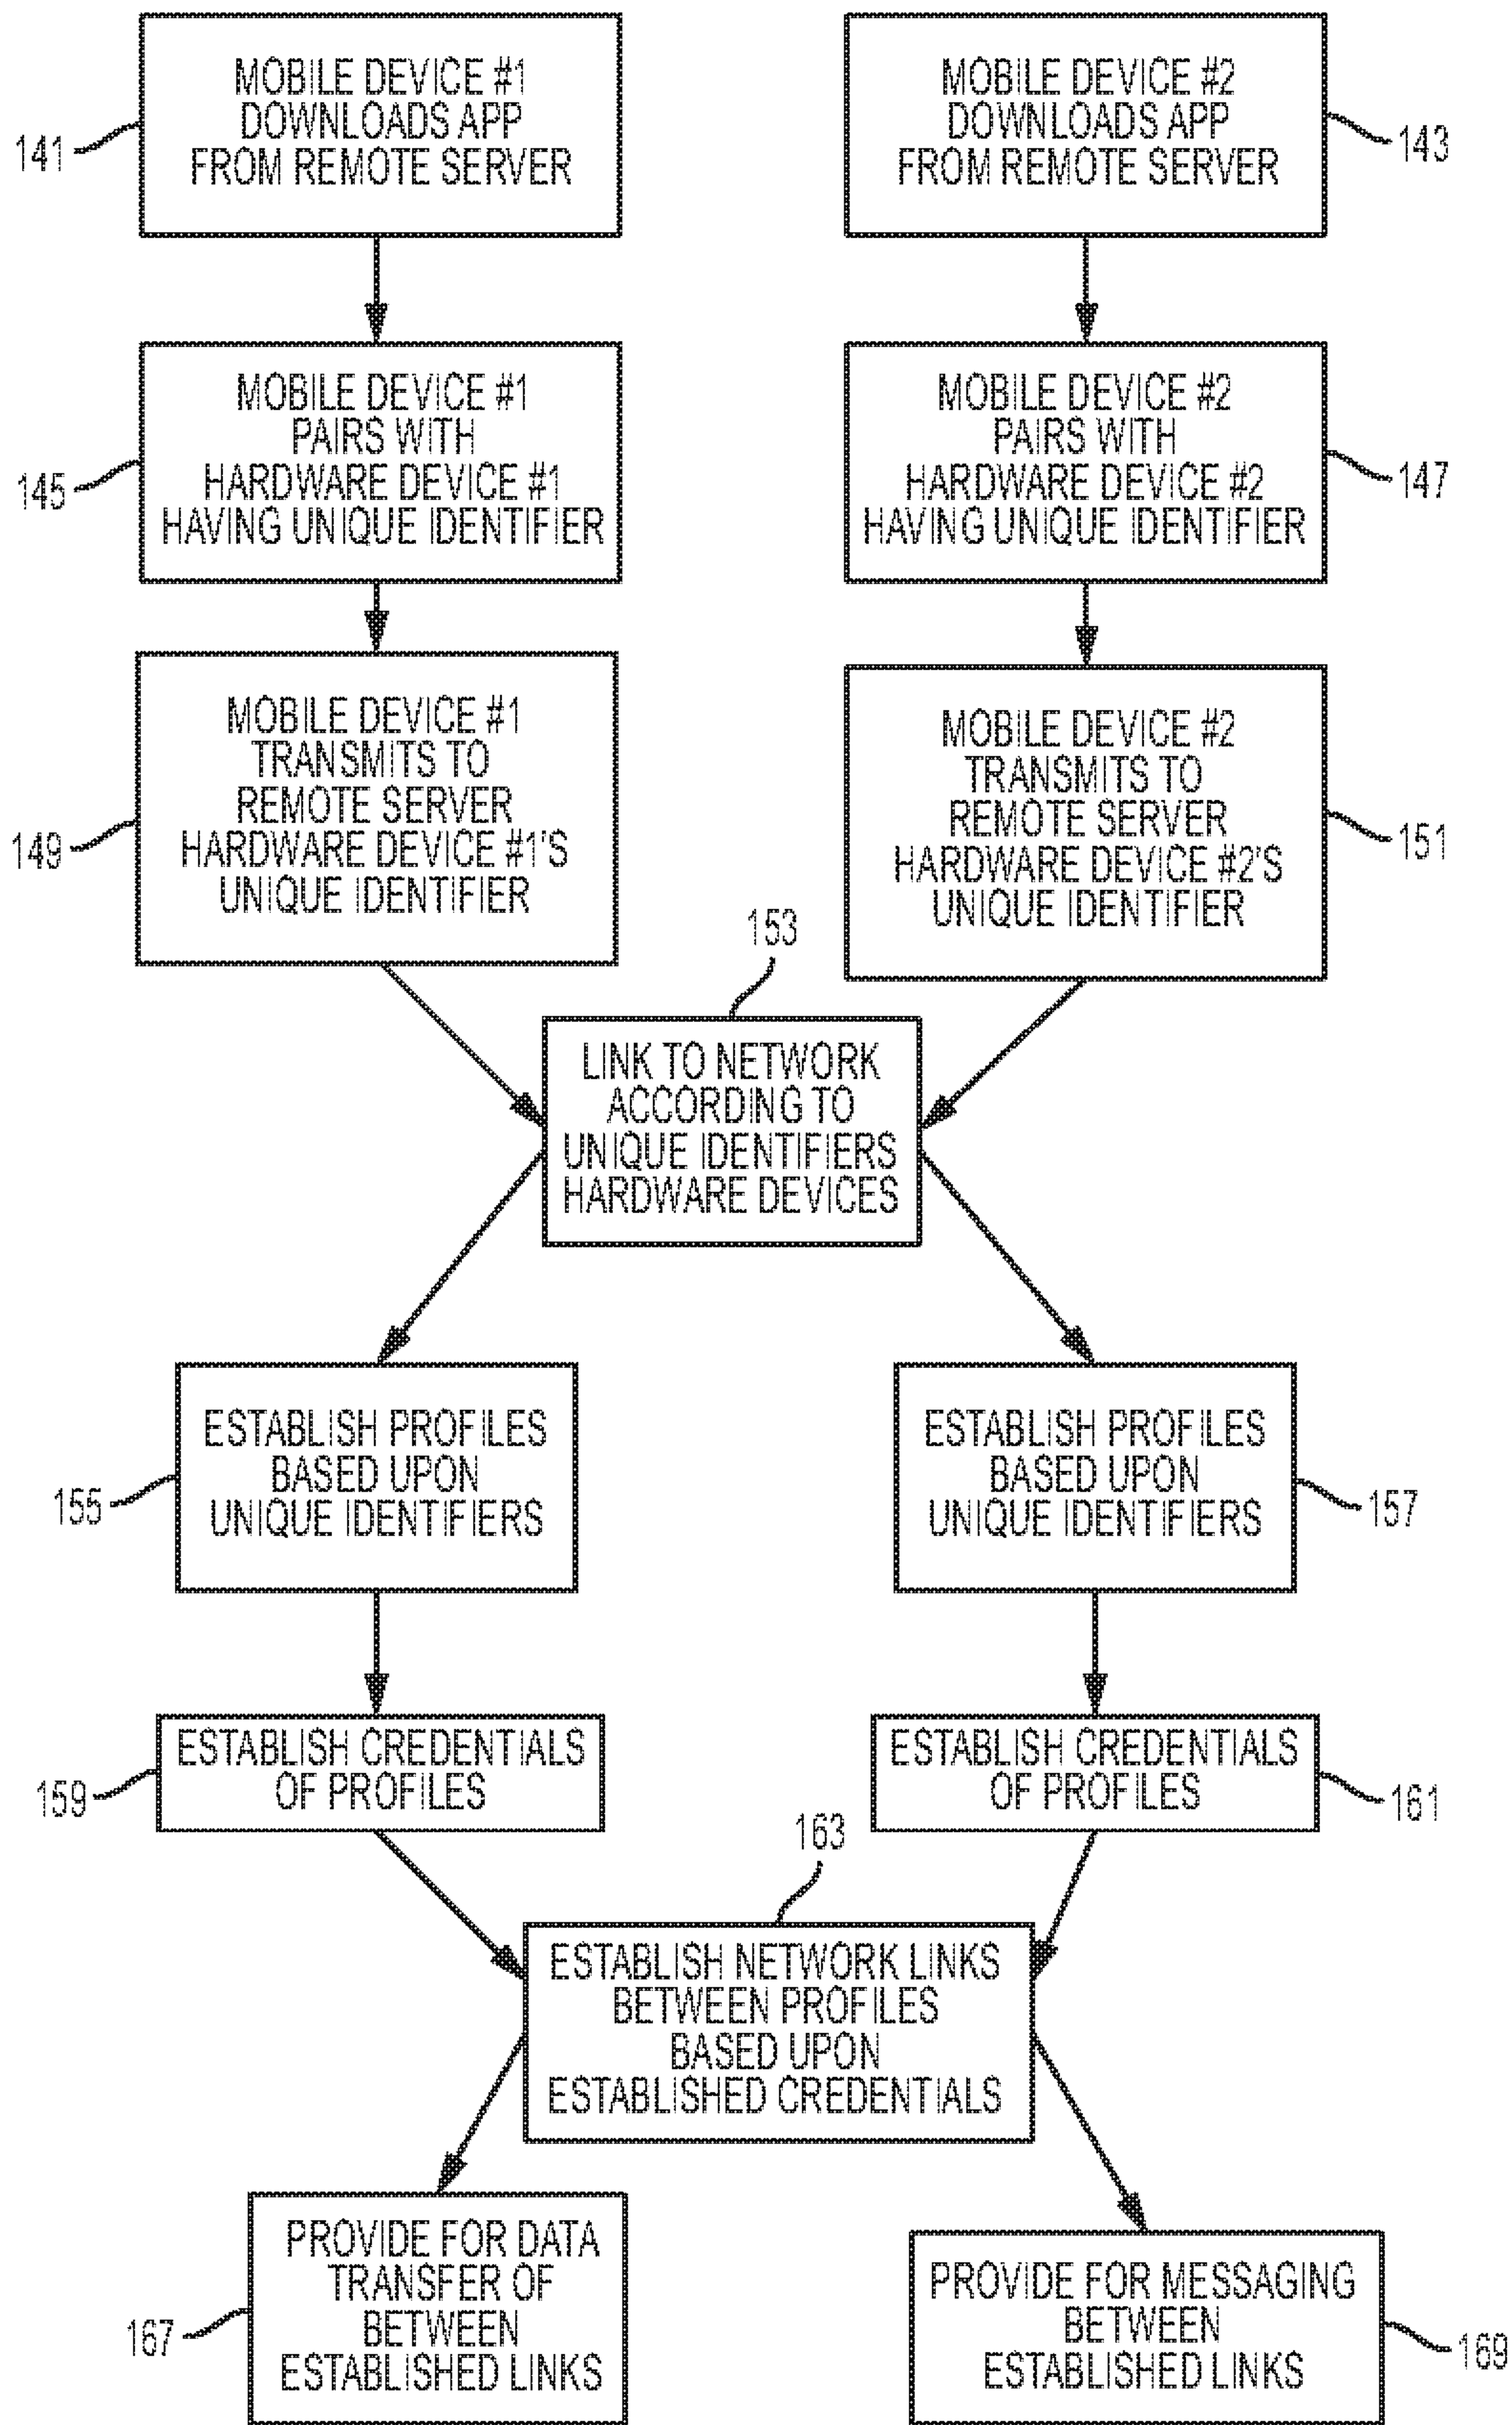 MOBILE DEVICE #1
DOWNLOADS APP
FROM REMOTE SERVER
141
MOBILE DEVICE #2
DOWNLOADS APP
FROM REMOTE SERVER
143
MOBILE DEVICE #1
PAIRS WITH
HARDWARE DEVICE #1
HAVING UNIQUE IDENTIFIER
145
MOBILE DEVICE #2
PAIRS WITH
HARDWARE DEVICE #2
HAVING UNIQUE IDENTIFIER
147
MOBILE DEVICE #1
TRANSMITS TO
REMOTE SERVER
HARDWARE DEVICE #1'S
UNIQUE IDENTIFIER
149
MOBILE DEVICE #2
TRANSMITS TO
REMOTE SERVER
HARDWARE DEVICE #2'S
UNIQUE IDENTIFIER
151
153
LINK TO NETWORK
ACCORDING TO
UNIQUE IDENTIFIERS
HARDWARE DEVICES
ESTABLISH PROFILES
BASED UPON
UNIQUE IDENTIFIERS
155
ESTABLISH PROFILES
BASED UPON
UNIQUE IDENTIFIERS
157
ESTABLISH CREDENTIALS
OF PROFILES
159
ESTABLISH CREDENTIALS
OF PROFILES
161
163
ESTABLISH NETWORK LINKS
BETWEEN PROFILES
BASED UPON
ESTABLISHED CREDENTIALS
PROVIDE FOR DATA
TRANSFER OF
BETWEEN
ESTABLISHED LINKS
167
PROVIDE FOR MESSAGING
BETWEEN
ESTABLISHED LINKS
169